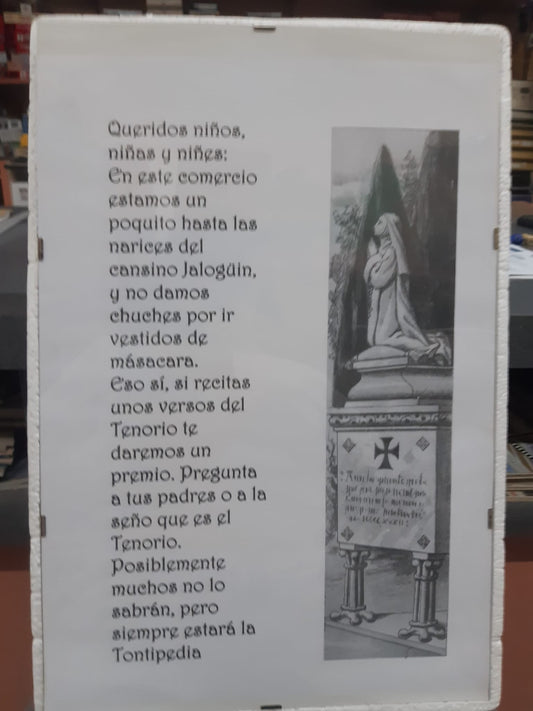 Queridos niños,
niñas y niñes:
En este comercio
estamos un
poquito hasta las
narices del
cansino Jalogüin,
y no damos
chuches por ir
vestidos de
másacara.
Eso sí, si recitas
unos versos del
Tenorio te
daremos un
premio. Pregunta
a tus padres o a la
seño que es el
Tenorio.
Posiblemente
muchos no lo
sabrán, pero
siempre estará la
Tontipedia